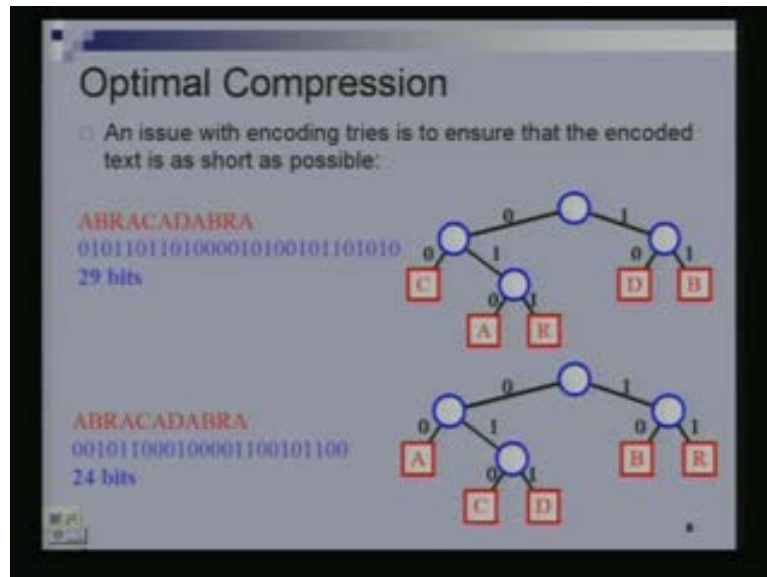 Optimal Compression
An issue with encoding tries is to ensure that the encoded
text is as short as possible:
ABRACADABRA
0101101101000010100101101010
29 bits
0 1
0 1 0 1
C D B
0 1
A R
ABRACADABRA
001011000100001100101100
24 bits
0 1
0 1 0 1
A B R
0 1
C D
8